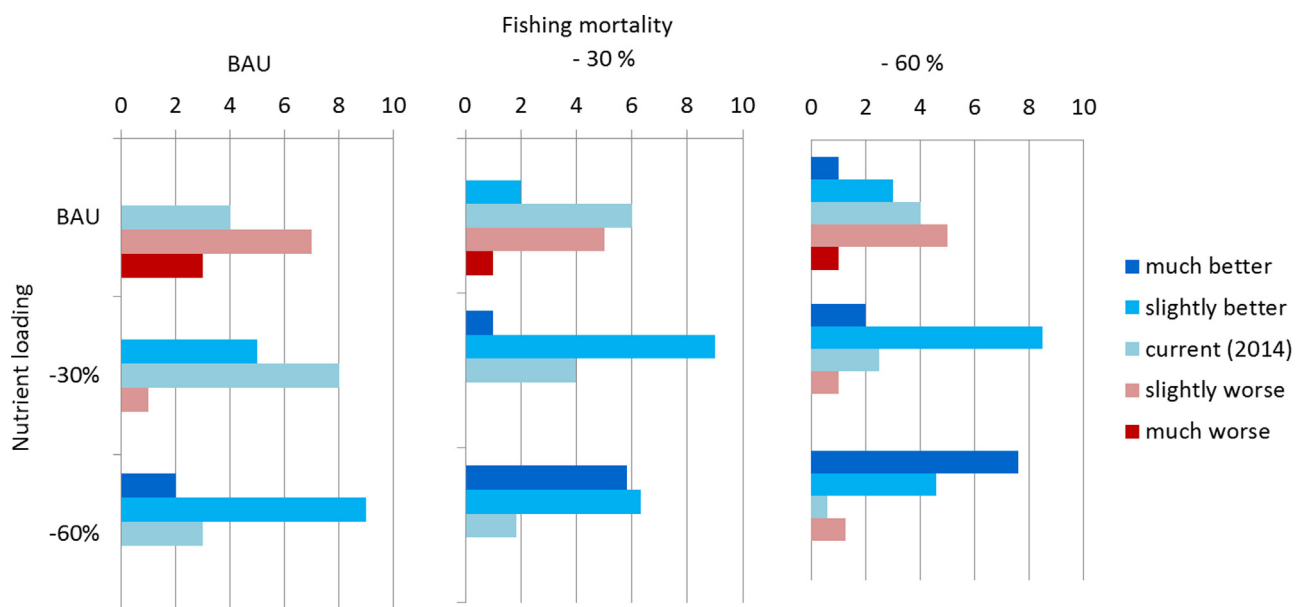 Fishing mortality
BAU
- 30 %
- 60 %
0 2 4 6 8 10
0 2 4 6 8 10
0 2 4 6 8 10
Nutrient loading
BAU
-30%
-60%
much better
slightly better
current (2014)
slightly worse
much worse